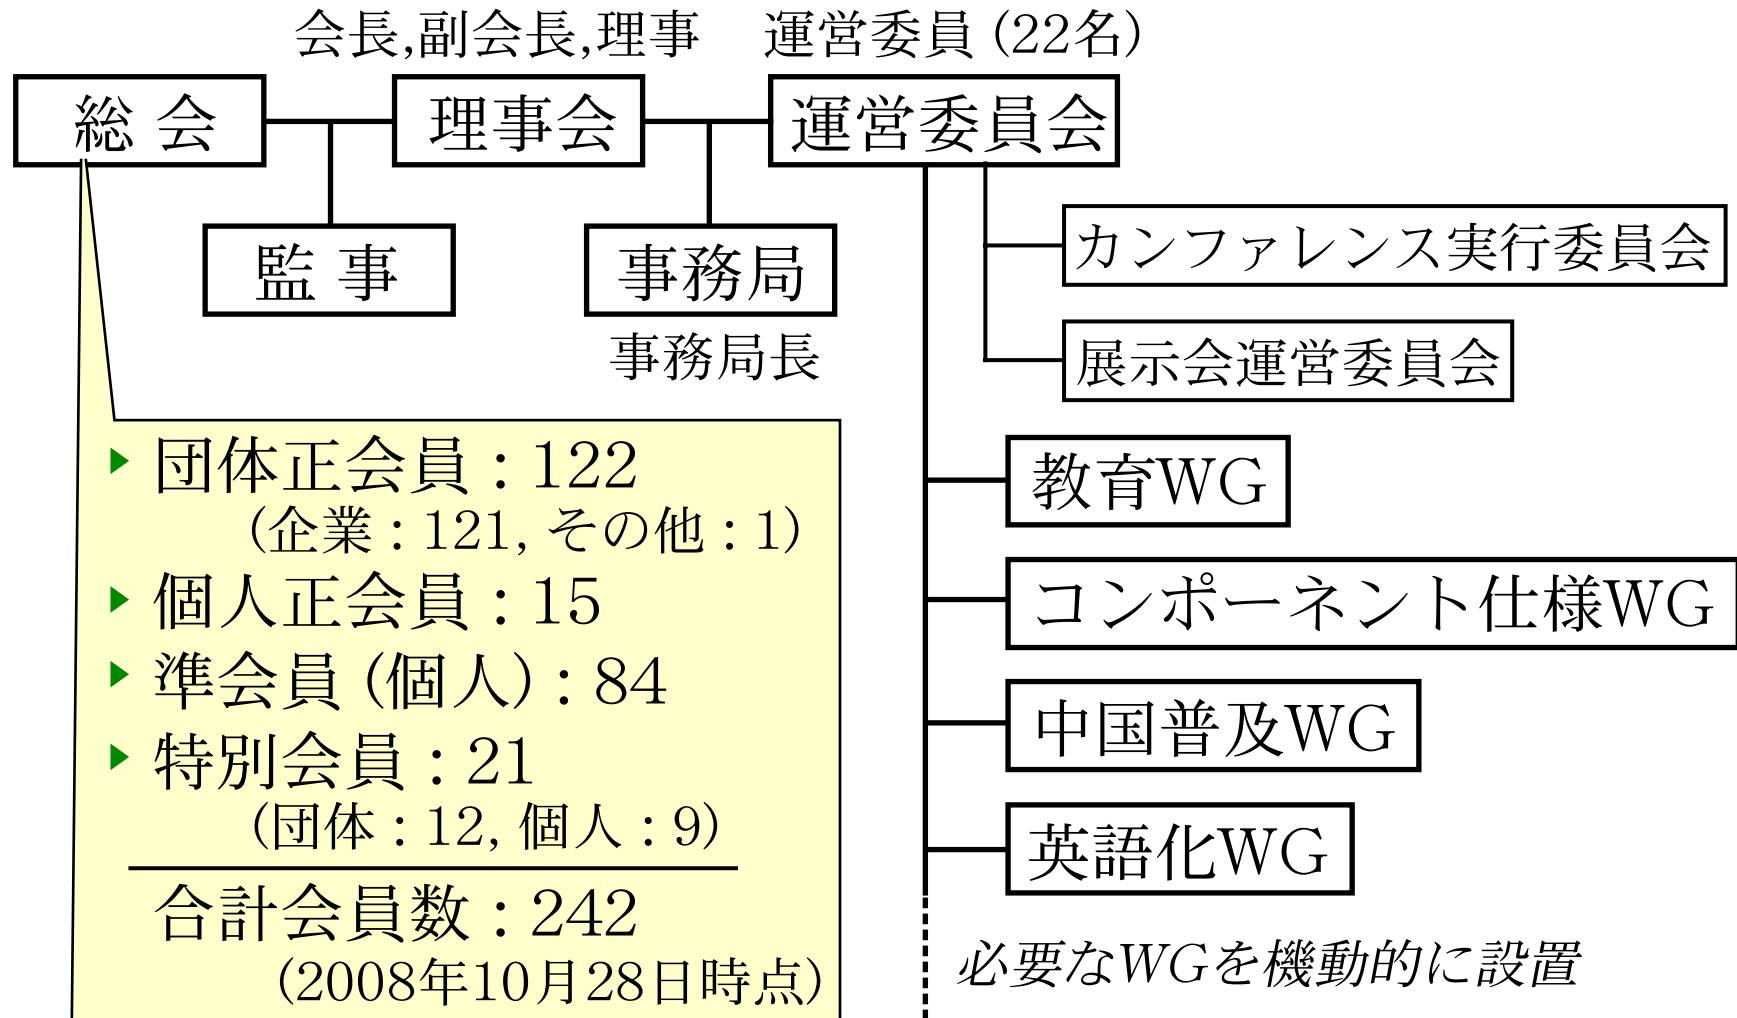 会長,副会長,理事
運営委員 (22名)
総 会
理事会
運営委員会
監 事
事務局
事務局長
カンファレンス実行委員会
展示会運営委員会
教育WG
コンポーネント仕様WG
中国普及WG
英語化WG
必要なWGを機動的に設置
団体正会員：122
(企業：121, その他：1)
個人正会員：15
準会員 (個人)：84
特別会員：21
(団体：12, 個人：9)
合計会員数：242
(2008年10月28日時点)